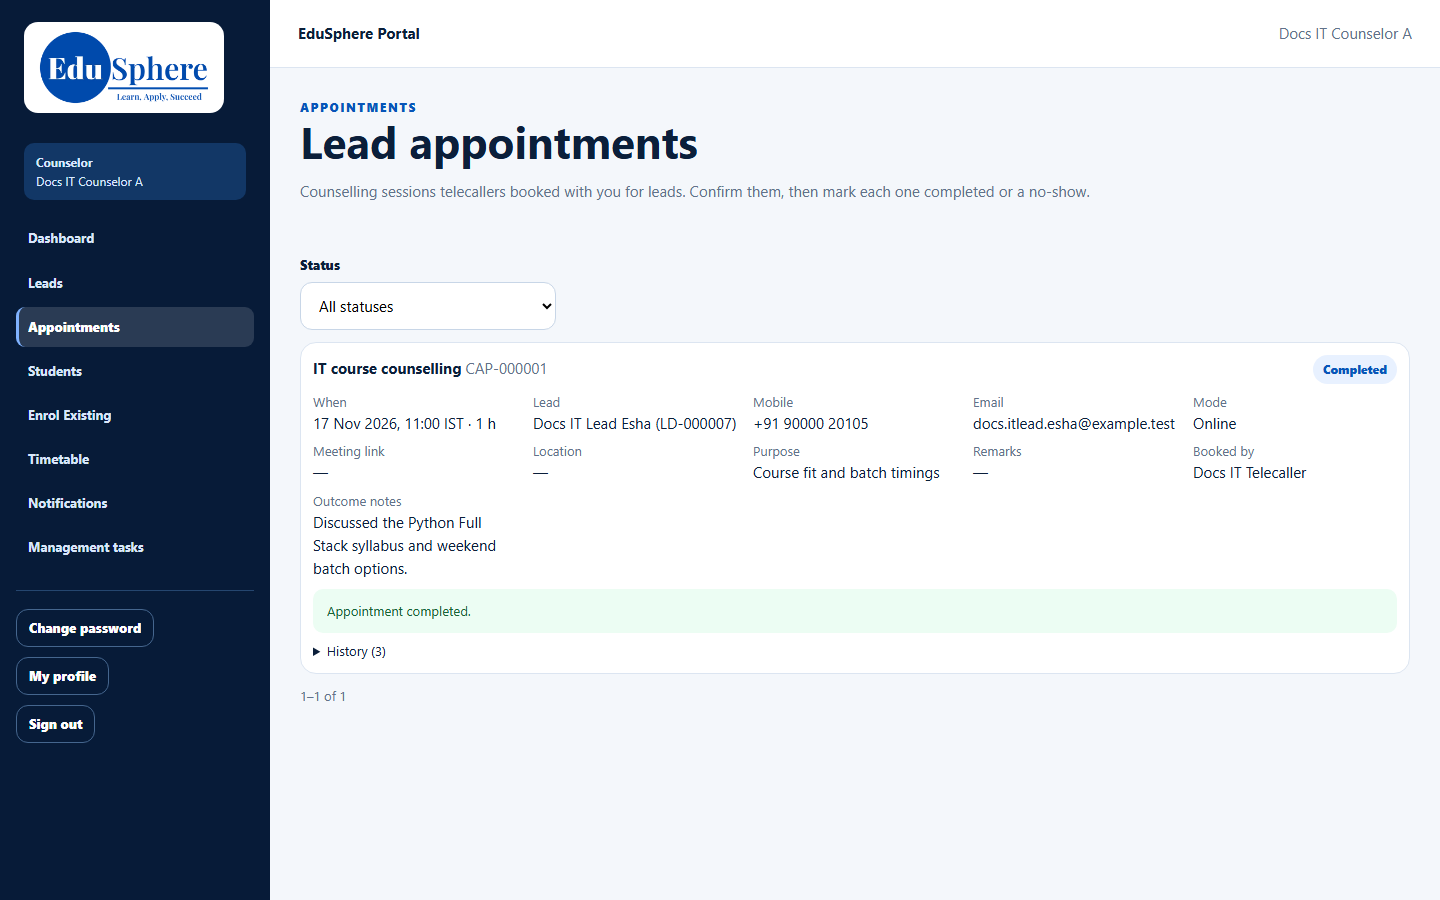 EduSphere
Learn. Apply, Succeed
Counselor
Docs IT Counselor A
Dashboard
Leads
Appointments
Students
Enrol Existing
Timetable
Notifications
Management tasks
Change password
My profile
Sign out
EduSphere Portal
Docs IT Counselor A
APPOINTMENTS
Lead appointments
Counselling sessions telecallers booked with you for leads. Confirm them, then mark each one completed or a no-show.
Status
All statuses
IT course counselling CAP-000001
Completed
When
17 Nov 2026, 11:00 IST · 1 h
Lead
Docs IT Lead Esha (LD-000007)
Mobile
+91 90000 20105
Email
docs.itlead.esha@example.test
Mode
Online
Meeting link
—
Location
—
Purpose
Course fit and batch timings
Remarks
—
Booked by
Docs IT Telecaller
Outcome notes
Discussed the Python Full
Stack syllabus and weekend
batch options.
Appointment completed.
History (3)
1–1 of 1